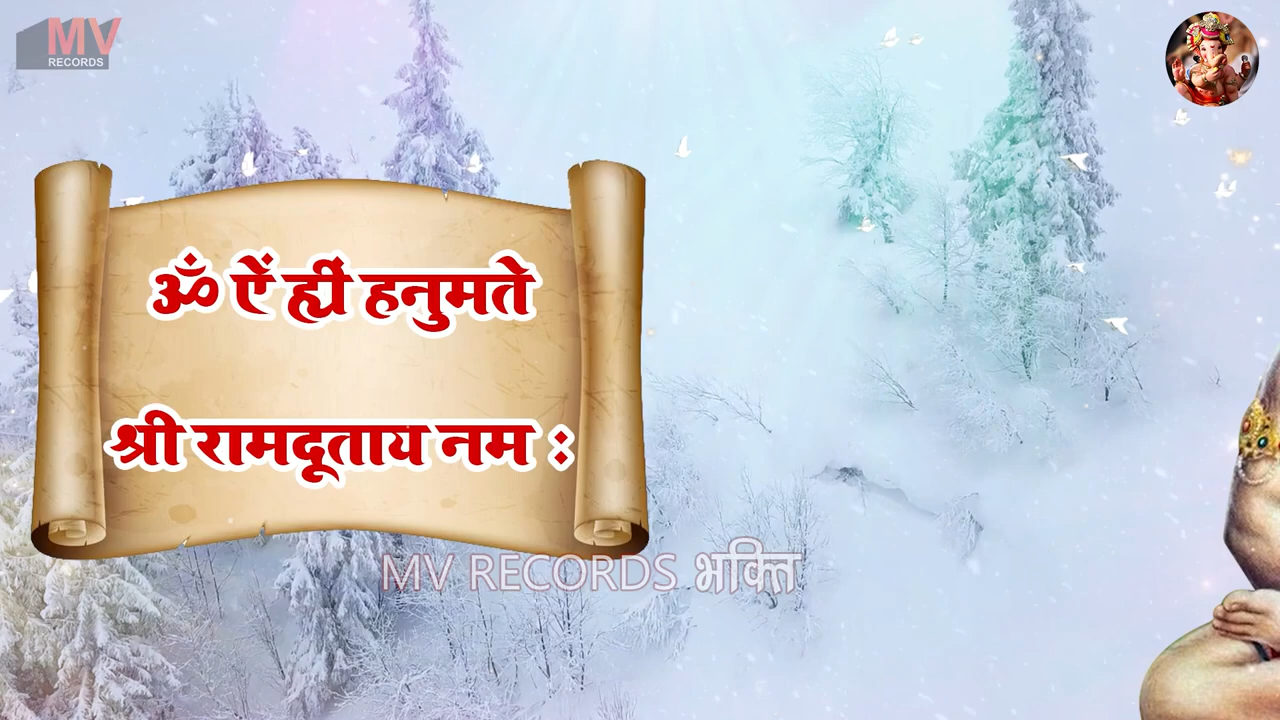 MV
RECORDS
ॐ ऐं ह्रीं हनुमते
श्री रामदूताय नम :
MV RECORDS भक्ति